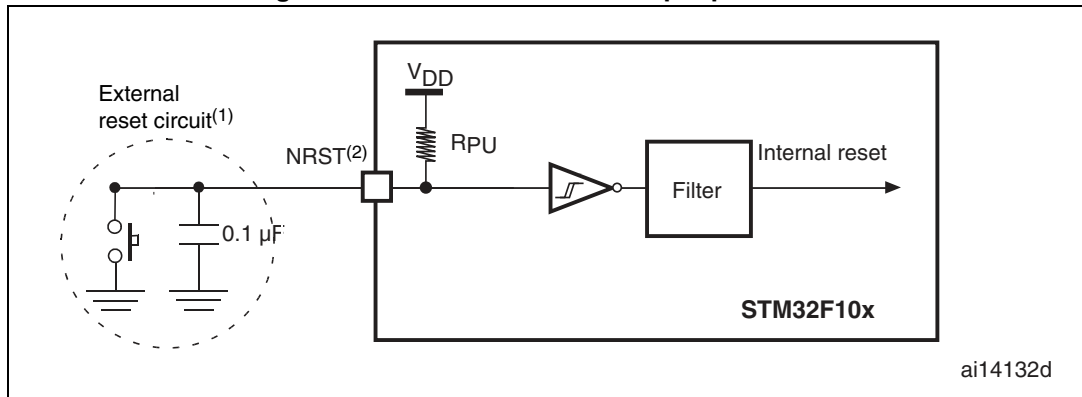 External
reset circuit(1)
VDD
RPU
NRST(2)
Internal reset
Filter
0.1 µF
STM32F10x
ai14132d